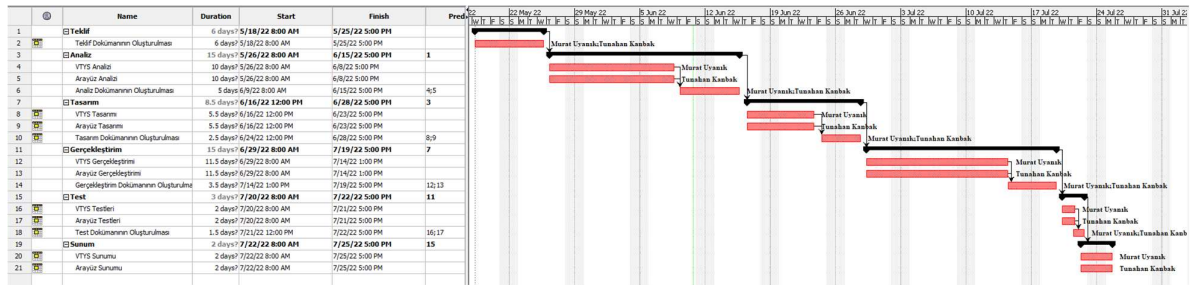 Name Duration Start Finish Pred
22 22 May 22 29 May 22 5 Jun 22 12 Jun 22 19 Jun 22 26 Jun 22 3 Jul 22 10 Jul 22 17 Jul 22 24 Jul 22 31 Jul 22
1 Teklif 6 days? 5/18/22 8:00 AM 5/25/22 5:00 PM
2 Teklif Dokümanının Oluşturulması 6 days? 5/18/22 8:00 AM 5/25/22 5:00 PM Murat Uyanık;Tunahan Kanbak
3 Analiz 15 days? 5/26/22 8:00 AM 6/15/22 5:00 PM 1
4 VTYS Analizi 10 days? 5/26/22 8:00 AM 6/8/22 5:00 PM Murat Uyanık
5 Arayüz Analizi 10 days? 5/26/22 8:00 AM 6/8/22 5:00 PM Tunahan Kanbak
6 Analiz Dokümanının Oluşturulması 5 days 6/9/22 8:00 AM 6/15/22 5:00 PM 4;5 Murat Uyanık;Tunahan Kanbak
7 Tasarım 8.5 days? 6/16/22 12:00 PM 6/28/22 5:00 PM 3
8 VTYS Tasarımı 5.5 days? 6/16/22 12:00 PM 6/23/22 5:00 PM Murat Uyanık
9 Arayüz Tasarımı 5.5 days? 6/16/22 12:00 PM 6/23/22 5:00 PM Tunahan Kanbak
10 Tasarım Dokümanının Oluşturulması 2.5 days? 6/24/22 12:00 PM 6/28/22 5:00 PM 8;9 Murat Uyanık;Tunahan Kanbak
11 Gerçekleştirim 15 days? 6/29/22 8:00 AM 7/19/22 5:00 PM 7
12 VTYS Gerçekleştirimi 11.5 days? 6/29/22 8:00 AM 7/14/22 1:00 PM Murat Uyanık
13 Arayüz Gerçekleştirimi 11.5 days? 6/29/22 8:00 AM 7/14/22 1:00 PM Tunahan Kanbak
14 Gerçekleştirim Dokümanının Oluşturulma 3.5 days? 7/14/22 1:00 PM 7/19/22 5:00 PM 12;13 Murat Uyanık;Tunahan Kanbak
15 Test 3 days? 7/20/22 8:00 AM 7/22/22 5:00 PM 11
16 VTYS Testleri 2 days? 7/20/22 8:00 AM 7/21/22 5:00 PM Murat Uyanık
17 Arayüz Testleri 2 days? 7/20/22 8:00 AM 7/21/22 5:00 PM Tunahan Kanbak
18 Test Dokümanının Oluşturulması 1.5 days? 7/21/22 12:00 PM 7/22/22 5:00 PM 16;17 Murat Uyanık;Tunahan Kanb
19 Sunum 2 days? 7/22/22 8:00 AM 7/25/22 5:00 PM 15
20 VTYS Sunumu 2 days? 7/22/22 8:00 AM 7/25/22 5:00 PM Murat Uyanık
21 Arayüz Sunumu 2 days? 7/22/22 8:00 AM 7/25/22 5:00 PM Tunahan Kanbak